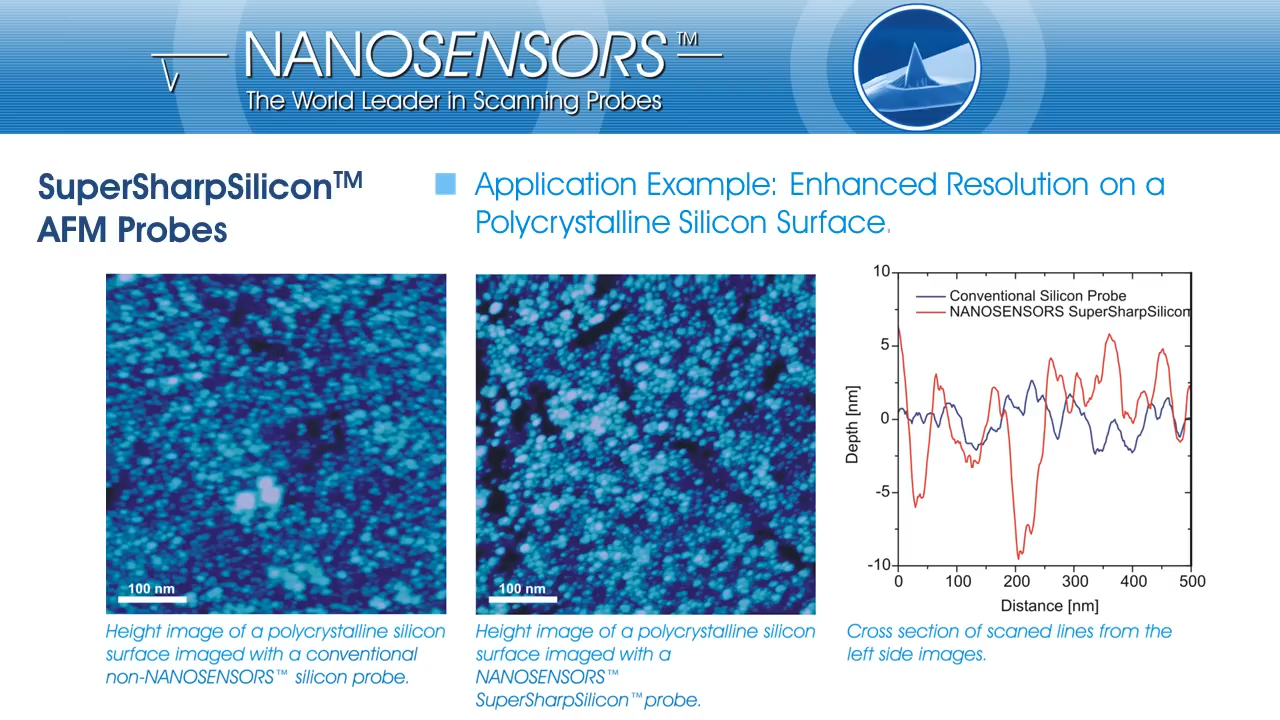 NANOSENSORS™
The World Leader in Scanning Probes
SuperSharpSilicon™
AFM Probes
Application Example: Enhanced Resolution on a
Polycrystalline Silicon Surface.
100 nm
Height image of a polycrystalline silicon
surface imaged with a conventional
non-NANOSENSORS™ silicon probe.
100 nm
Height image of a polycrystalline silicon
surface imaged with a
NANOSENSORS™
SuperSharpSilicon™probe.
Conventional Silicon Probe
NANOSENSORS SuperSharpSilicon
Depth [nm]
10
5
0
-5
-10
0 100 200 300 400 500
Distance [nm]
Cross section of scaned lines from the
left side images.